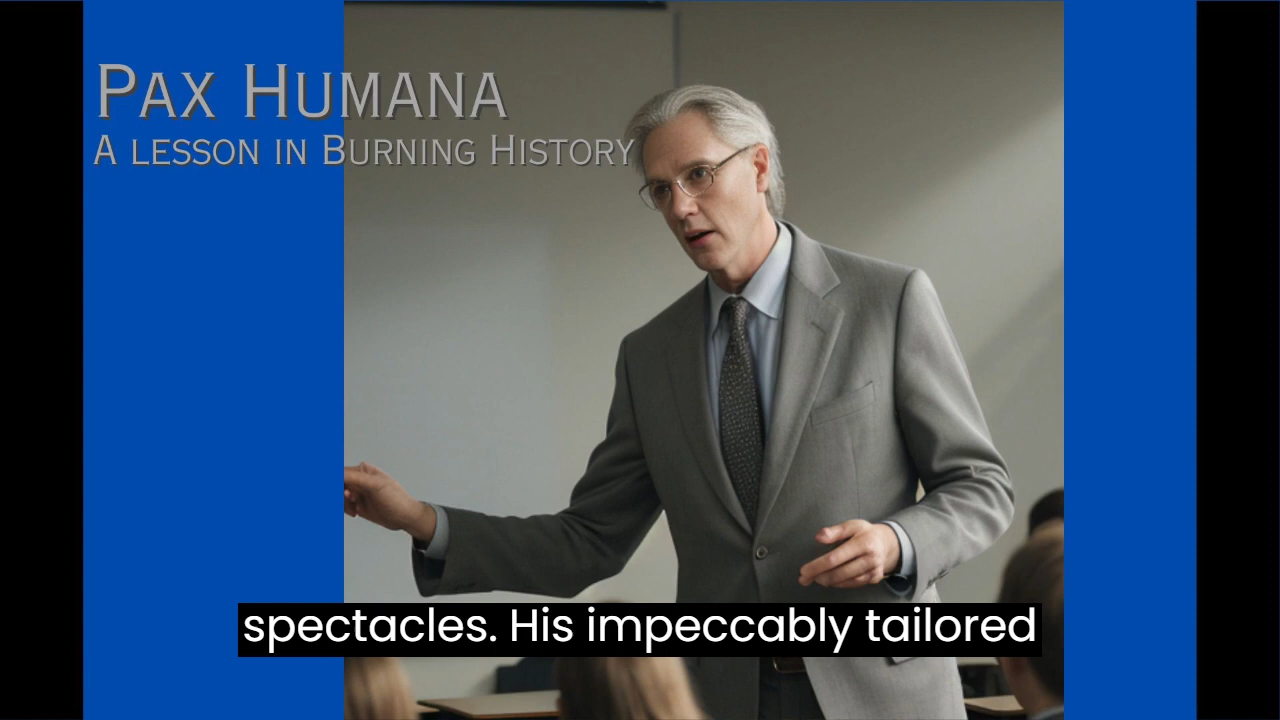 Pax Humana
A lesson in Burning History
spectacles. His impeccably tailored